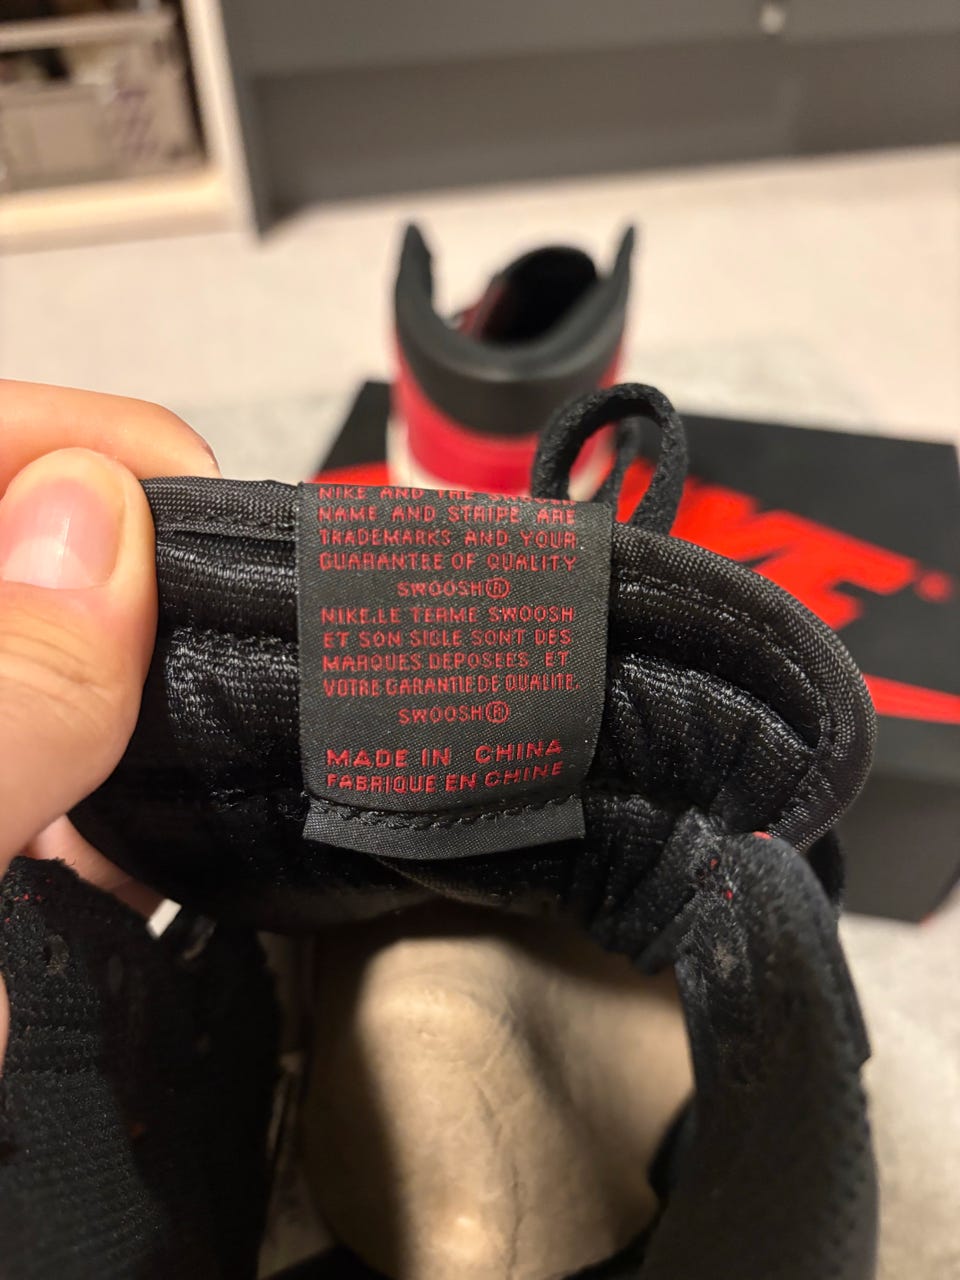 NIKE AND THE
NAME AND STRIPE ARE
TRADEMARKS AND YOUR
GUARANTEE OF QUALITY
SWOOSH®
NIKE.LE TERME SWOOSH
ET SON SIGLE SONT DES
MARQUES DEPOSEES ET
VOTRE GARANTIE DE QUALITE.
SWOOSH®
MADE IN CHINA
FABRIQUE EN CHINE